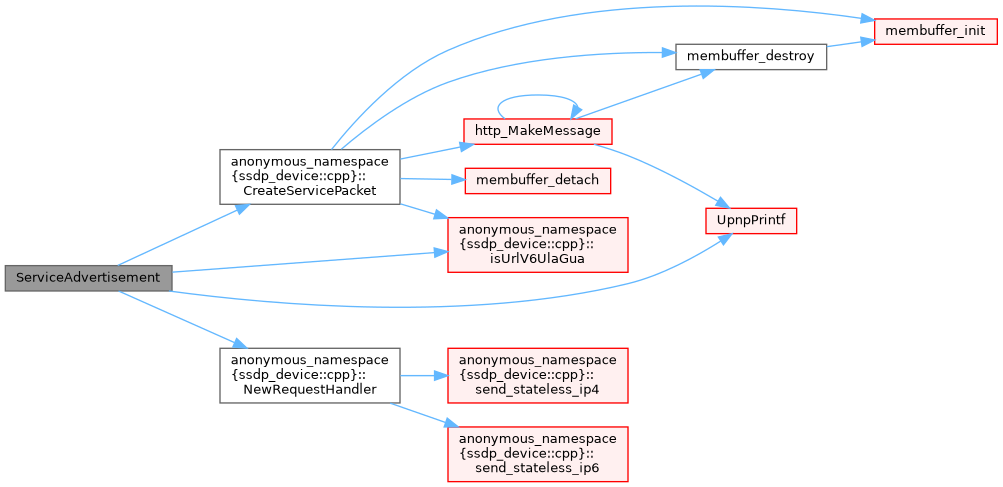 ServiceAdvertisement
anonymous_namespace
{ssdp_device::cpp}::
CreateServicePacket
http_MakeMessage
membuffer_destroy
membuffer_init
membuffer_detach
anonymous_namespace
{ssdp_device::cpp}::
isUrlV6UlaGua
UpnpPrintf
anonymous_namespace
{ssdp_device::cpp}::
NewRequestHandler
anonymous_namespace
{ssdp_device::cpp}::
send_stateless_ip4
anonymous_namespace
{ssdp_device::cpp}::
send_stateless_ip6